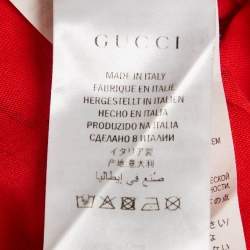 GUCCI
MADE IN ITALY
FABRIQUÉ EN ITALIE
HERGESTELLT IN ITALIEN
HECHO EN ITALIA
PRODUZIDO NA ITALIA
СДЕЛАНО В ИТАЛИИ
イタリア製
产地 意大利
صنع في إيطاليا